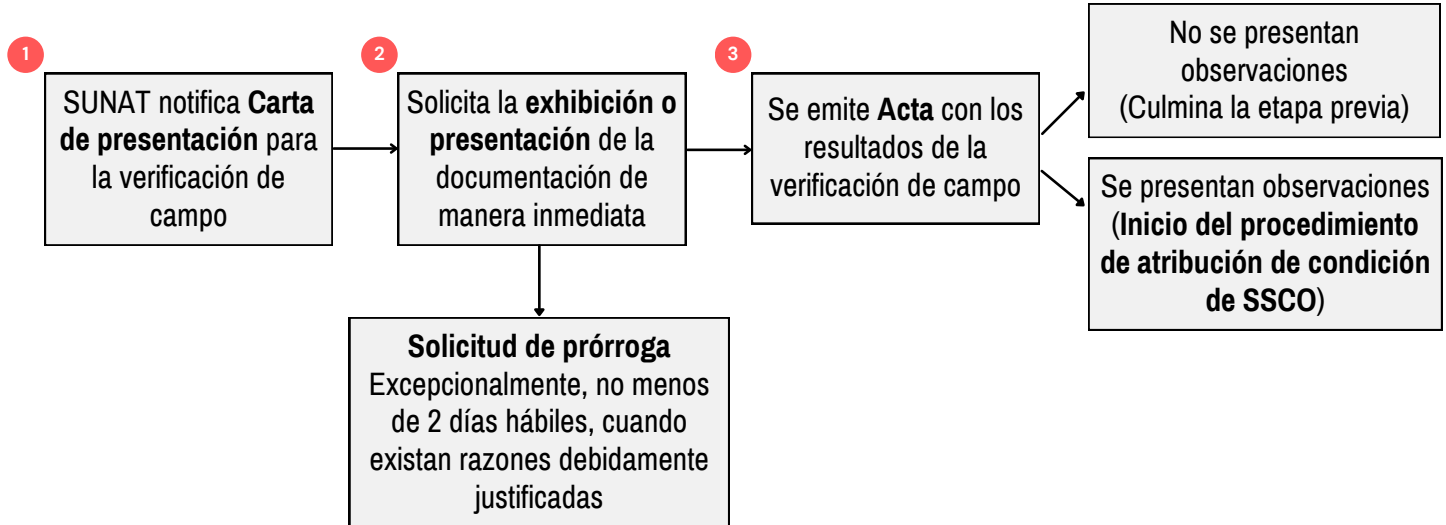 1
SUNAT notifica Carta
de presentación para
la verificación de
campo
2
Solicita la exhibición o
presentación de la
documentación de
manera inmediata
Solicitud de prórroga
Excepcionalmente, no menos
de 2 días hábiles, cuando
existan razones debidamente
justificadas
3
Se emite Acta con los
resultados de la
verificación de campo
No se presentan
observaciones
(Culmina la etapa previa)
Se presentan observaciones
(Inicio del procedimiento
de atribución de condición
de SSCO)